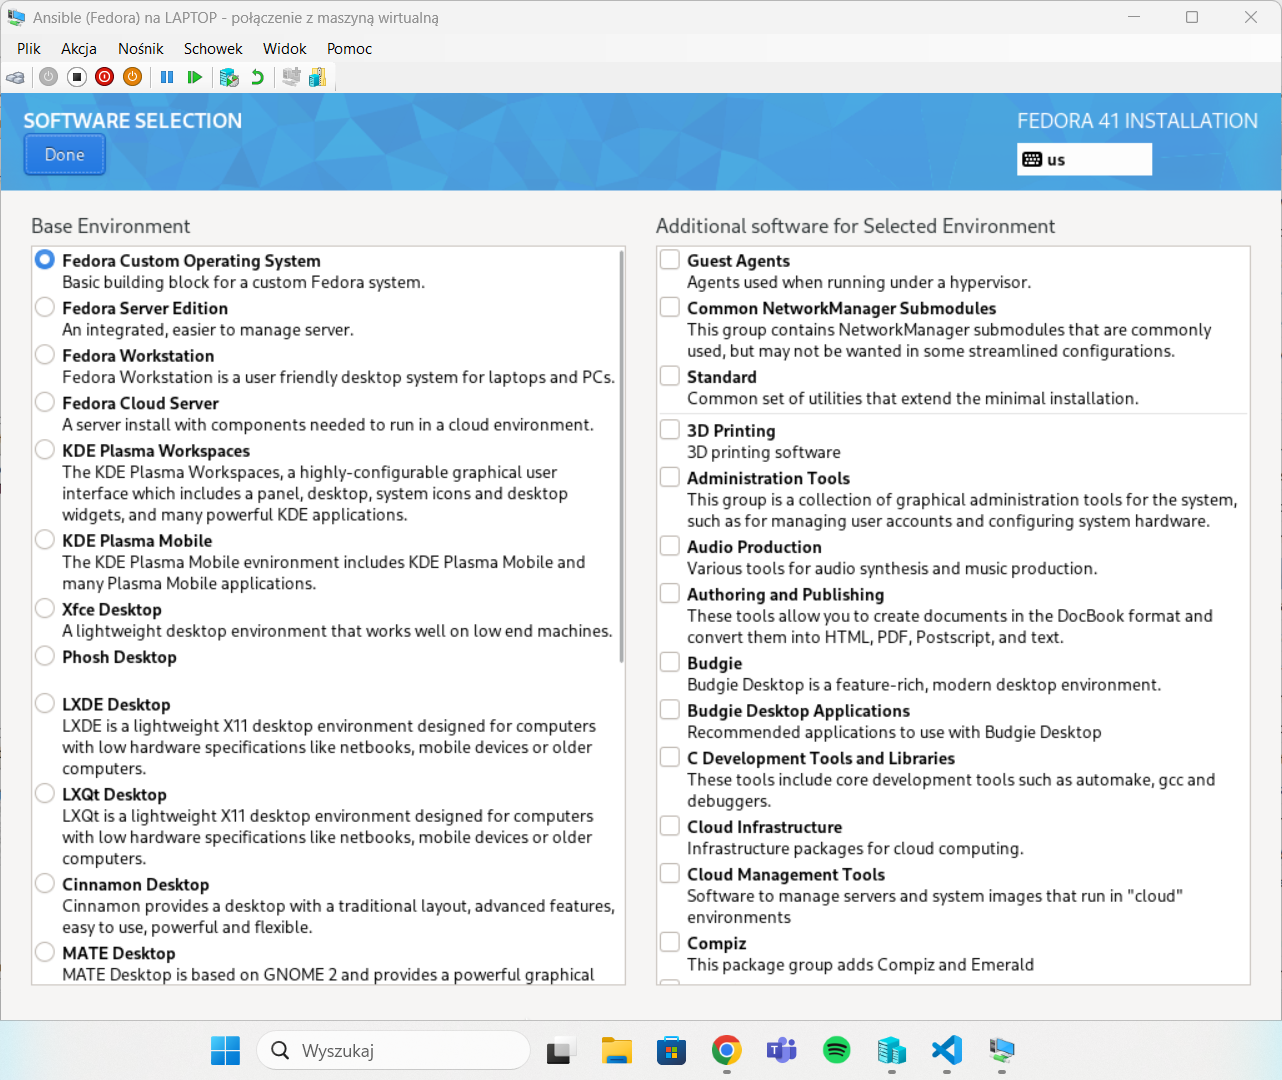 Ansible (Fedora) na LAPTOP - połączenie z maszyną wirtualną
Plik Akcja Nośnik Schowek Widok Pomoc
SOFTWARE SELECTION
FEDORA 41 INSTALLATION
Done
us
Base Environment
Fedora Custom Operating System
Basic building block for a custom Fedora system.
Fedora Server Edition
An integrated, easier to manage server.
Fedora Workstation
Fedora Workstation is a user friendly desktop system for laptops and PCs.
Fedora Cloud Server
A server install with components needed to run in a cloud environment.
KDE Plasma Workspaces
The KDE Plasma Workspaces, a highly-configurable graphical user
interface which includes a panel, desktop, system icons and desktop
widgets, and many powerful KDE applications.
KDE Plasma Mobile
The KDE Plasma Mobile evnironment includes KDE Plasma Mobile and
many Plasma Mobile applications.
Xfce Desktop
A lightweight desktop environment that works well on low end machines.
Phosh Desktop
LXDE Desktop
LXDE is a lightweight X11 desktop environment designed for computers
with low hardware specifications like netbooks, mobile devices or older
computers.
LXQt Desktop
LXQt is a lightweight X11 desktop environment designed for computers
with low hardware specifications like netbooks, mobile devices or older
computers.
Cinnamon Desktop
Cinnamon provides a desktop with a traditional layout, advanced features,
easy to use, powerful and flexible.
MATE Desktop
MATE Desktop is based on GNOME 2 and provides a powerful graphical
Additional software for Selected Environment
Guest Agents
Agents used when running under a hypervisor.
Common NetworkManager Submodules
This group contains NetworkManager submodules that are commonly
used, but may not be wanted in some streamlined configurations.
Standard
Common set of utilities that extend the minimal installation.
3D Printing
3D printing software
Administration Tools
This group is a collection of graphical administration tools for the system,
such as for managing user accounts and configuring system hardware.
Audio Production
Various tools for audio synthesis and music production.
Authoring and Publishing
These tools allow you to create documents in the DocBook format and
convert them into HTML, PDF, Postscript, and text.
Budgie
Budgie Desktop is a feature-rich, modern desktop environment.
Budgie Desktop Applications
Recommended applications to use with Budgie Desktop
C Development Tools and Libraries
These tools include core development tools such as automake, gcc and
debuggers.
Cloud Infrastructure
Infrastructure packages for cloud computing.
Cloud Management Tools
Software to manage servers and system images that run in "cloud"
environments
Compiz
This package group adds Compiz and Emerald
Wyszukaj